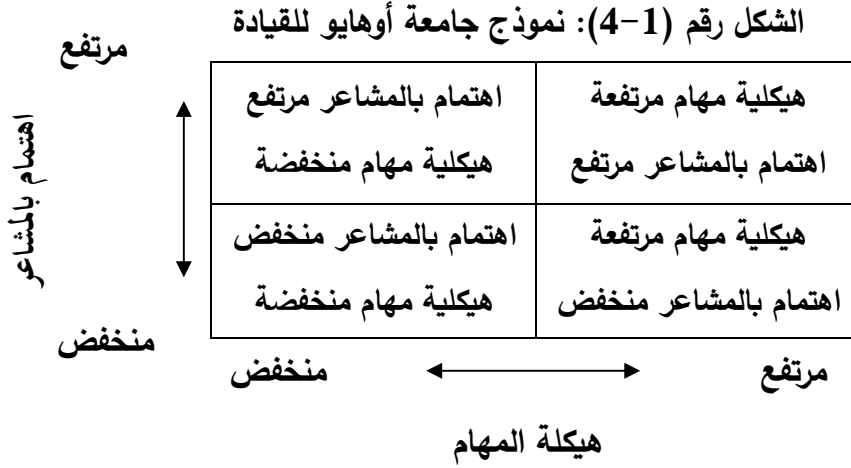 الشكل رقم (1-4): نموذج جامعة أوهايو للقيادة
مرتفع
هيكلية مهام مرتفعة
اهتمام بالمشاعر مرتفع
اهتمام بالمشاعر مرتفع
هيكلية مهام منخفضة
اهتمام بالمشاعر
هيكلية مهام مرتفعة
اهتمام بالمشاعر منخفض
اهتمام بالمشاعر منخفض
هيكلية مهام منخفضة
منخفض
مرتفع
منخفض
هيكلة المهام